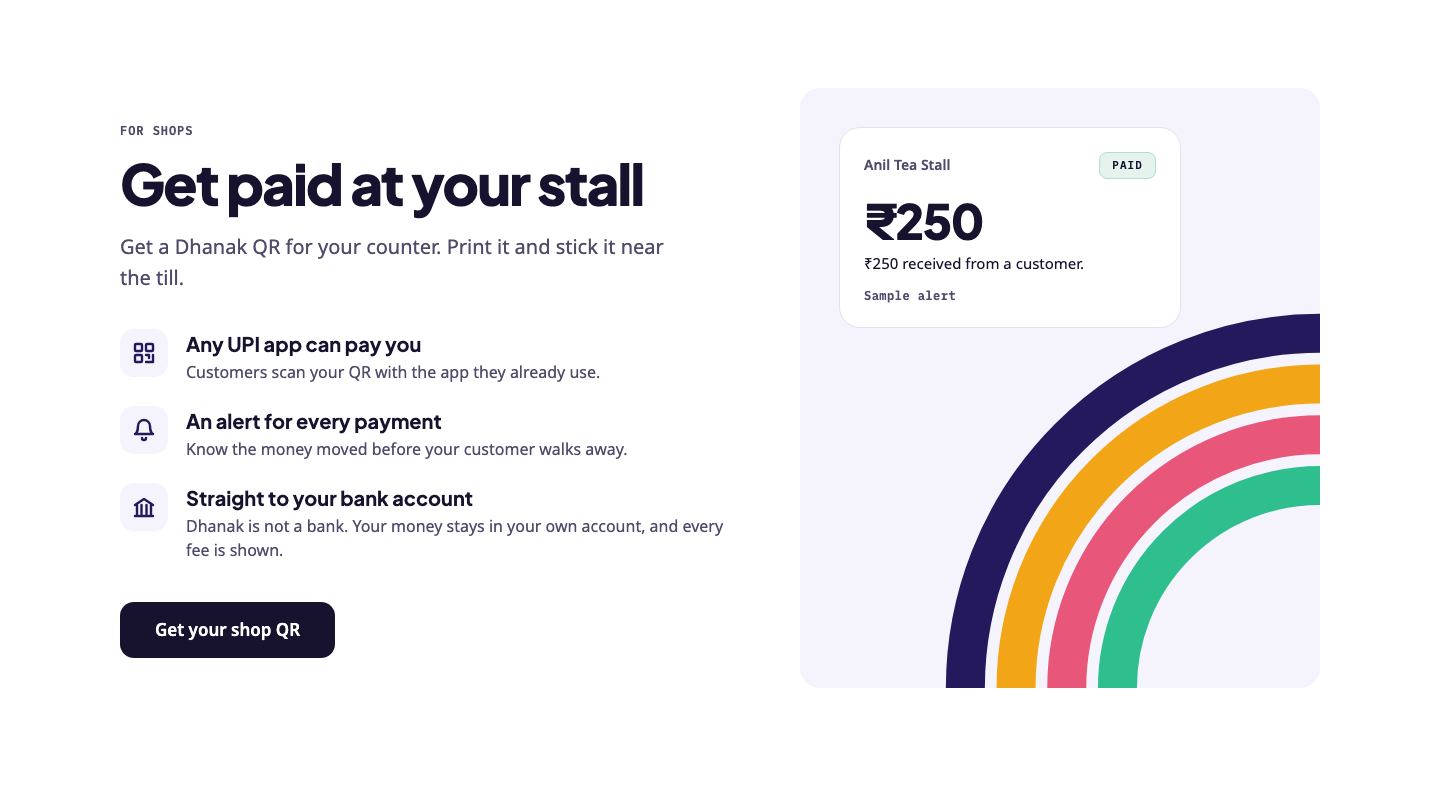 FOR SHOPS
Get paid at your stall
Get a Dhanak QR for your counter. Print it and stick it near
the till.
Any UPI app can pay you
Customers scan your QR with the app they already use.
An alert for every payment
Know the money moved before your customer walks away.
Straight to your bank account
Dhanak is not a bank. Your money stays in your own account, and every
fee is shown.
Get your shop QR
Anil Tea Stall
PAID
₹250
₹250 received from a customer.
Sample alert